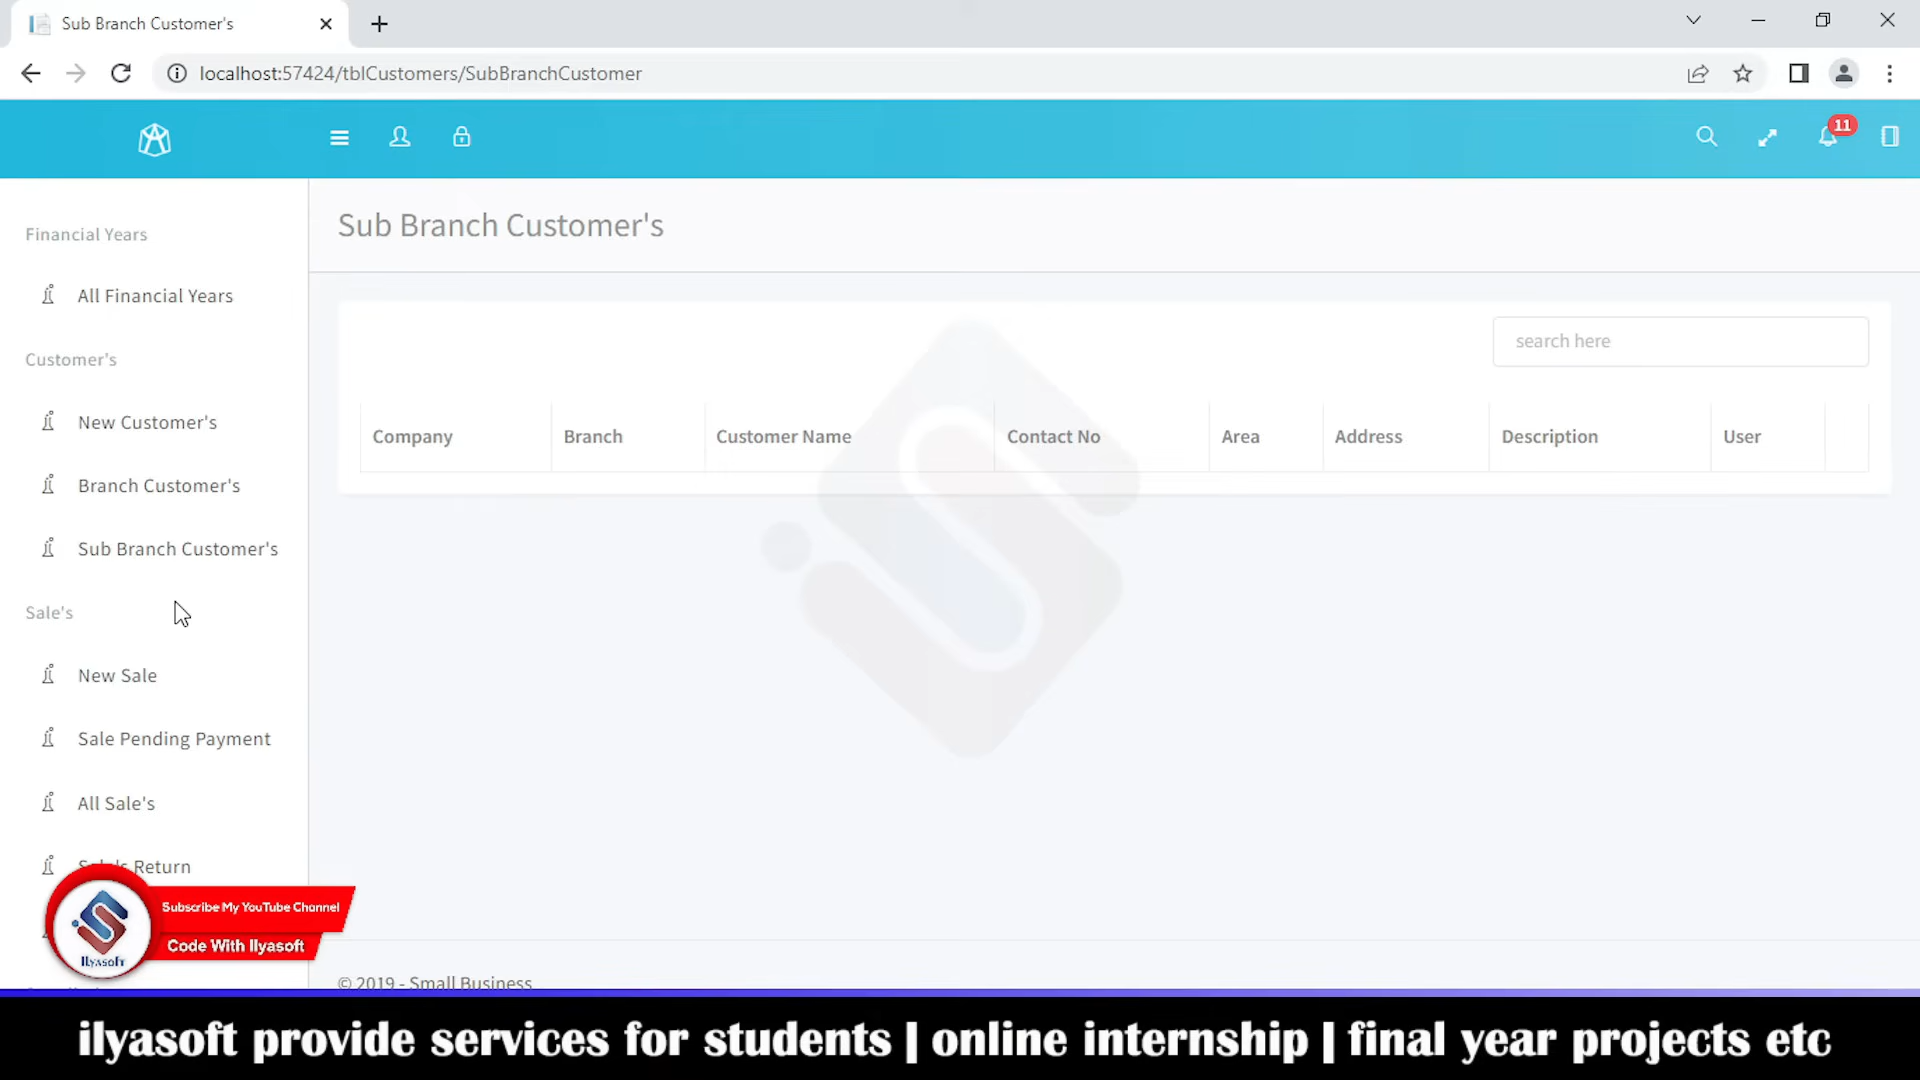 Sub Branch Customer's
localhost:57424/tblCustomers/SubBranchCustomer
11
Financial Years
All Financial Years
Customer's
New Customer's
Branch Customer's
Sub Branch Customer's
Sale's
New Sale
Sale Pending Payment
All Sale's
Sale's Return
Sub Branch Customer's
search here
Company Branch Customer Name Contact No Area Address Description User
© 2019 - Small Business
Subscribe My YouTube Channel
Code With Ilyasoft
Ilyasoft
ilyasoft provide services for students | online internship | final year projects etc